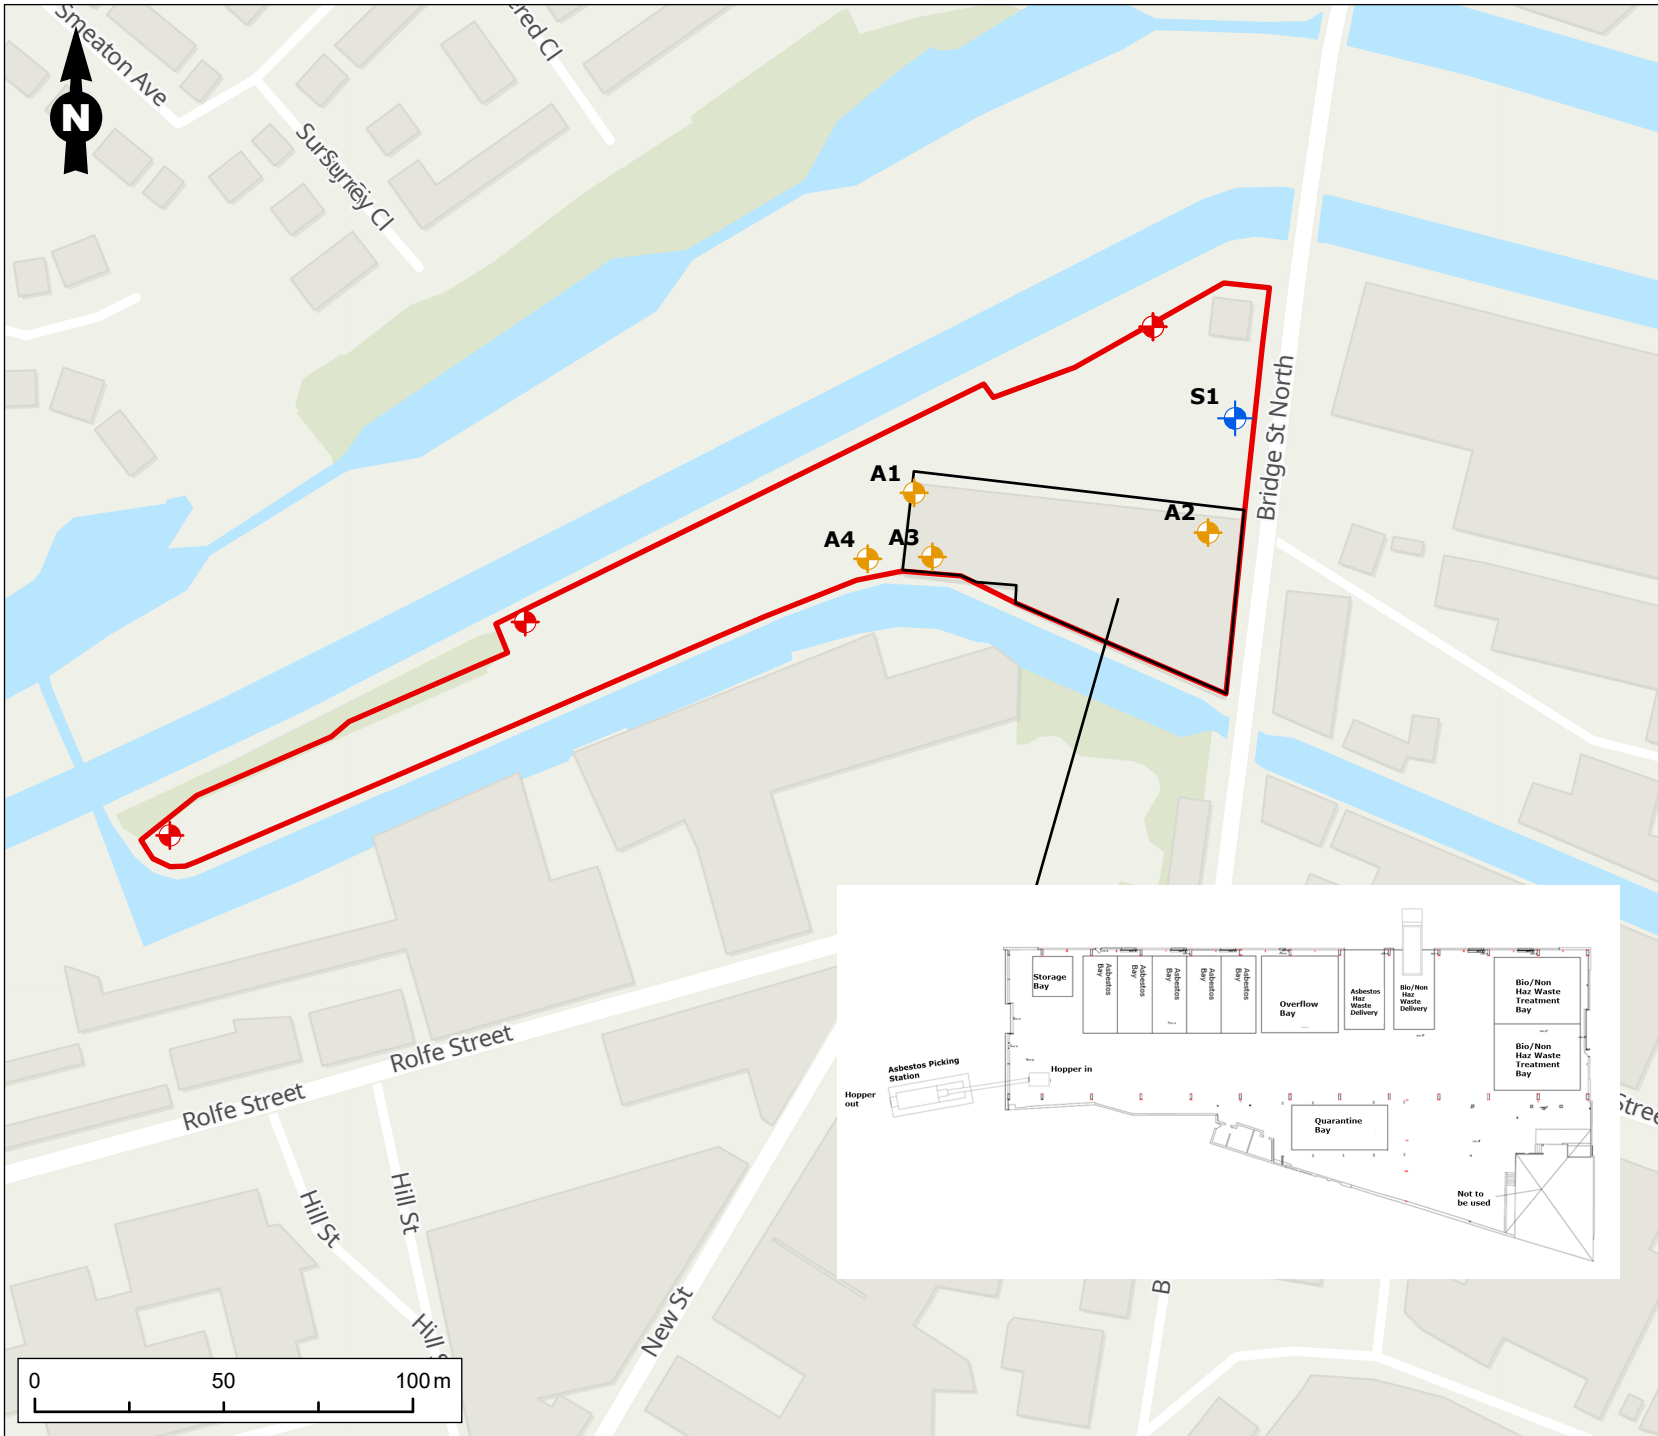 Smeaton Ave
ered Cl
N
Surrey Cl
Bridge St North
S1
A1
A2
A4
A3
Storage
Bay
Asbestos
Bay
Asbestos
Bay
Asbestos
Bay
Asbestos
Bay
Asbestos
Bay
Overflow
Bay
Asbestos
Haz
Waste
Delivery
Bio/Non
Haz
Waste
Delivery
Bio/Non
Haz Waste
Treatment
Bay
Bio/Non
Haz Waste
Treatment
Bay
Asbestos Picking
Station
Hopper in
Hopper
out
Quarantine
Bay
Not to
be used
Rolfe Street
Rolfe Street
Stree
Hill St
Hill St
Hill S
New St
B
0 50 100 m